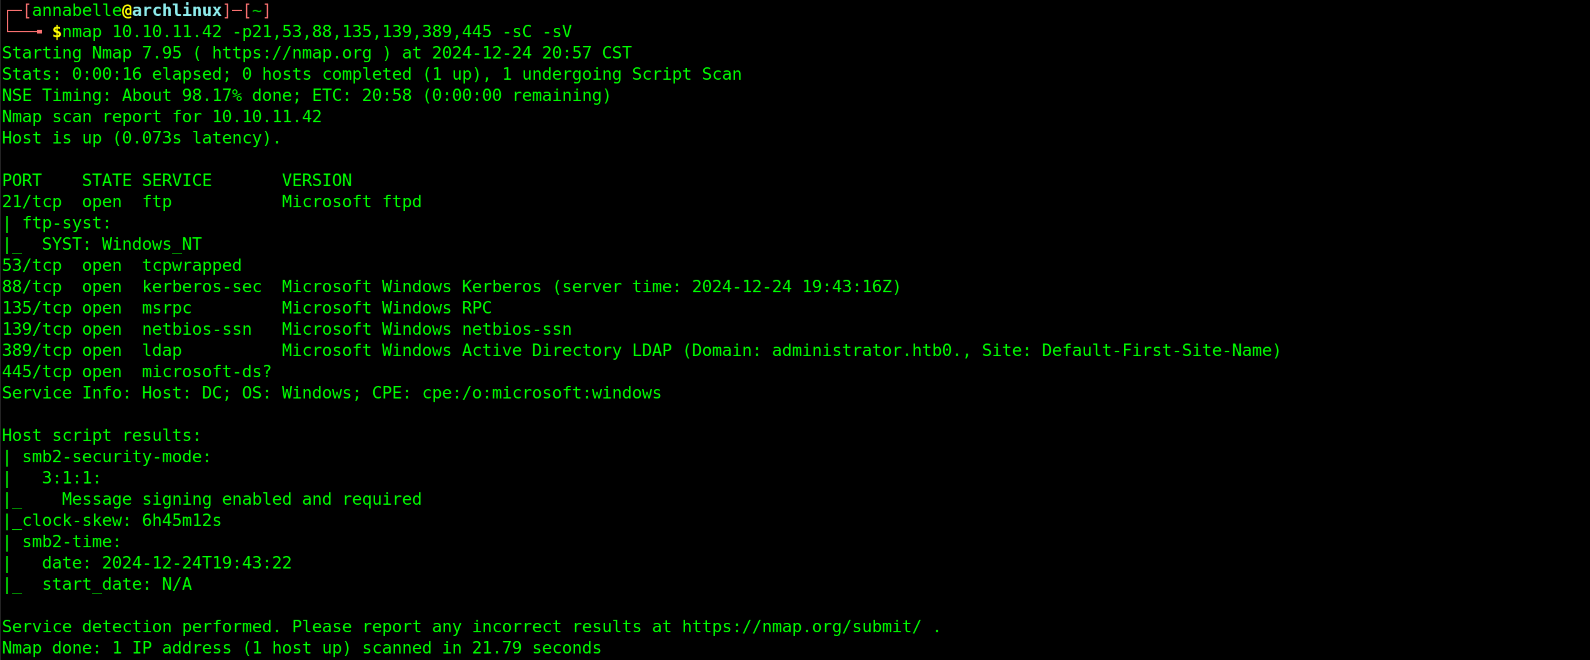 ┌─[annabelle@archlinux]─[~]
└──╼ $nmap 10.10.11.42 -p21,53,88,135,139,389,445 -sC -sV
Starting Nmap 7.95 ( https://nmap.org ) at 2024-12-24 20:57 CST
Stats: 0:00:16 elapsed; 0 hosts completed (1 up), 1 undergoing Script Scan
NSE Timing: About 98.17% done; ETC: 20:58 (0:00:00 remaining)
Nmap scan report for 10.10.11.42
Host is up (0.073s latency).

PORT    STATE SERVICE       VERSION
21/tcp  open  ftp           Microsoft ftpd
| ftp-syst:
|_  SYST: Windows_NT
53/tcp  open  tcpwrapped
88/tcp  open  kerberos-sec  Microsoft Windows Kerberos (server time: 2024-12-24 19:43:16Z)
135/tcp open  msrpc         Microsoft Windows RPC
139/tcp open  netbios-ssn   Microsoft Windows netbios-ssn
389/tcp open  ldap          Microsoft Windows Active Directory LDAP (Domain: administrator.htb0., Site: Default-First-Site-Name)
445/tcp open  microsoft-ds?
Service Info: Host: DC; OS: Windows; CPE: cpe:/o:microsoft:windows

Host script results:
| smb2-security-mode:
|   3:1:1:
|_    Message signing enabled and required
|_clock-skew: 6h45m12s
| smb2-time:
|   date: 2024-12-24T19:43:22
|_  start_date: N/A

Service detection performed. Please report any incorrect results at https://nmap.org/submit/ .
Nmap done: 1 IP address (1 host up) scanned in 21.79 seconds